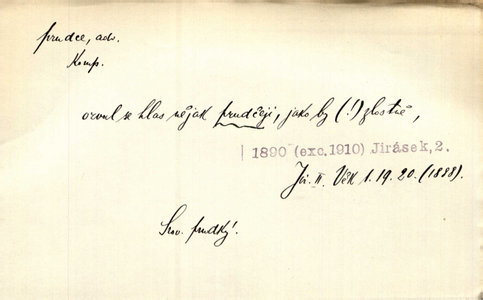 prudce, adv.
Komp.
ozval se hlas nějak prudčeji, jako by (!) zlostně,
1890 (exc. 1910) Jirásek, 2.
Jir. II. Věk 1. 19. 20. (1888).
Srov. prudký.